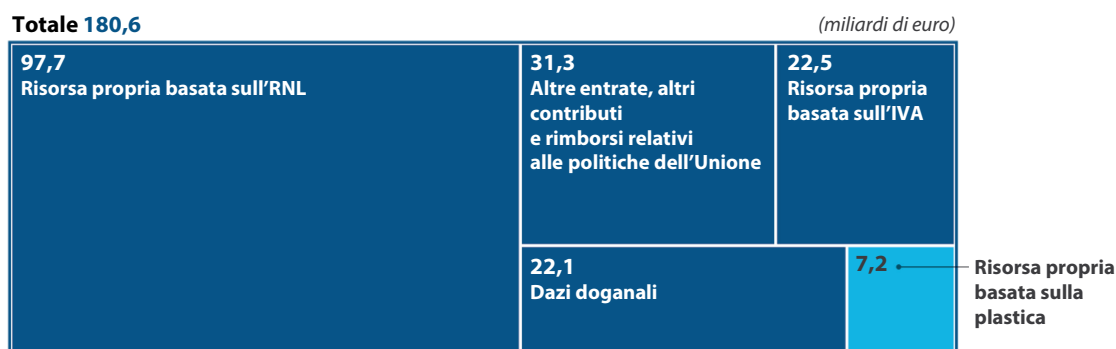 Totale 180,6
(miliardi di euro)
97,7
Risorsa propria basata sull’RNL
31,3
Altre entrate, altri
contributi
e rimborsi relativi
alle politiche dell’Unione
22,5
Risorsa propria
basata sull’IVA
22,1
Dazi doganali
7,2
Risorsa propria
basata sulla
plastica